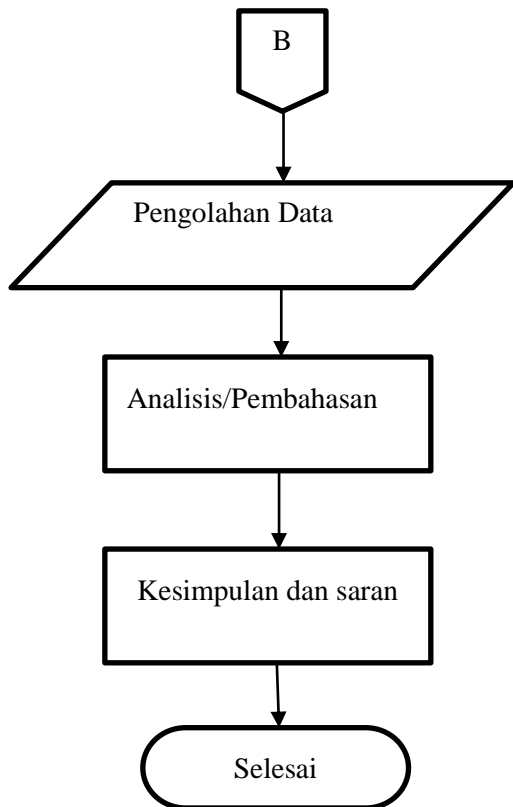 B
Pengolahan Data
Analisis/Pembahasan
Kesimpulan dan saran
Selesai